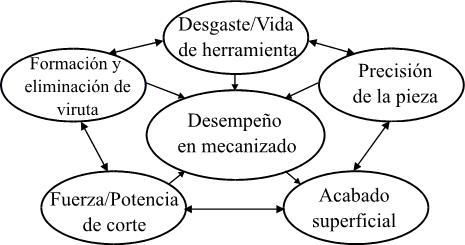 Desgaste/Vida
de herramienta
Formación y
eliminación de
viruta
Precisión
de la pieza
Desempeño
en mecanizado
Fuerza/Potencia
de corte
Acabado
superficial